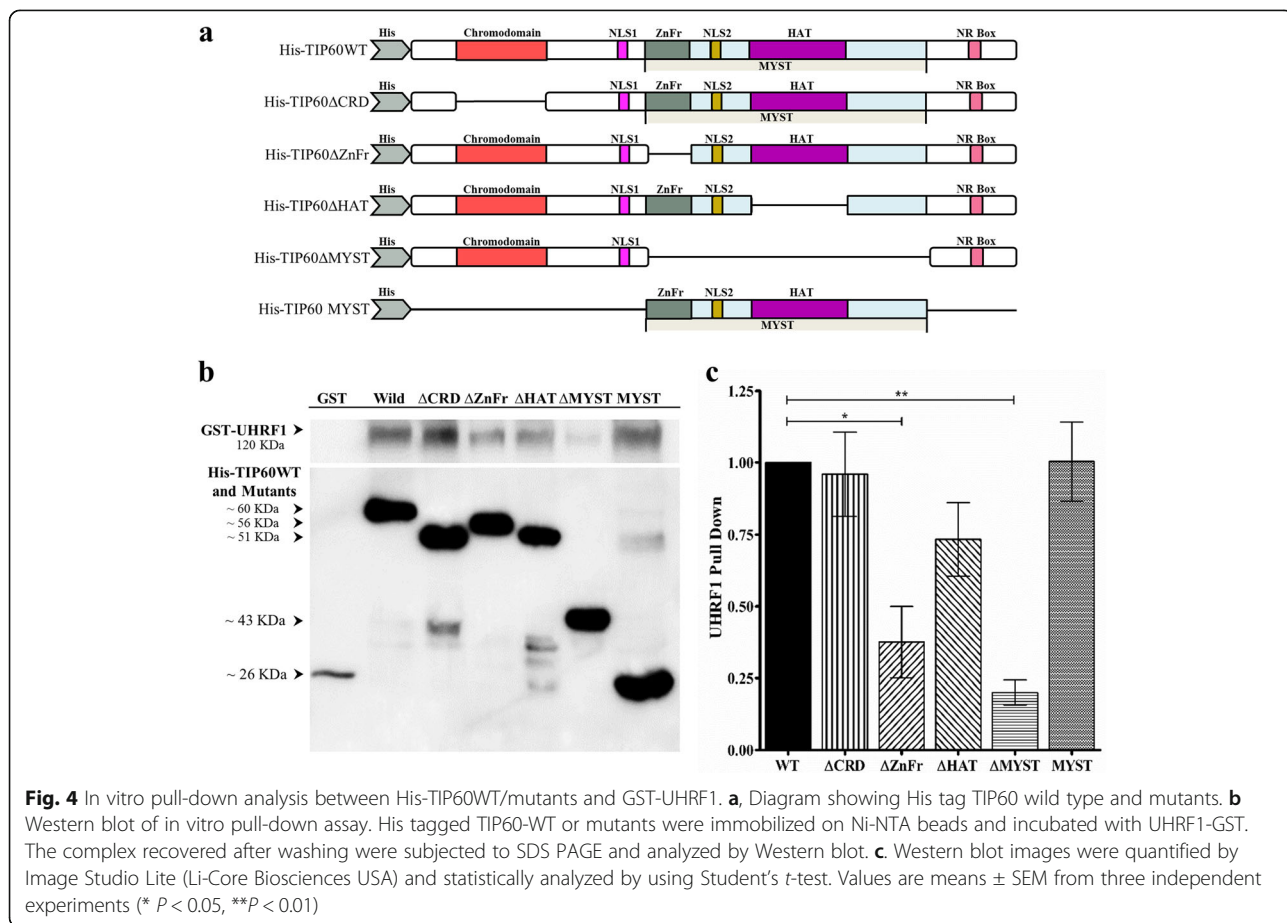 a
His Chromodomain NLS1 ZnFr NLS2 HAT NR Box
His-TIP60WT
MYST
His NLS1 ZnFr NLS2 HAT NR Box
His-TIP60ΔCRD
MYST
His Chromodomain NLS1 NLS2 HAT NR Box
His-TIP60ΔZnFr
His Chromodomain NLS1 ZnFr NLS2 NR Box
His-TIP60ΔHAT
His Chromodomain NLS1 NR Box
His-TIP60ΔMYST
His ZnFr NLS2 HAT
His-TIP60 MYST
MYST
b
GST Wild ΔCRD ΔZnFr ΔHAT ΔMYST MYST
GST-UHRF1
120 KDa
His-TIP60WT
and Mutants
~ 60 KDa
~ 56 KDa
~ 51 KDa
~ 43 KDa
~ 26 KDa
c
1.25
**
*
1.00
0.75
0.50
0.25
0.00
UHRF1 Pull Down
WT ΔCRD ΔZnFr ΔHAT ΔMYST MYST
Fig. 4 In vitro pull-down analysis between His-TIP60WT/mutants and GST-UHRF1. a, Diagram showing His tag TIP60 wild type and mutants. b
Western blot of in vitro pull-down assay. His tagged TIP60-WT or mutants were immobilized on Ni-NTA beads and incubated with UHRF1-GST.
The complex recovered after washing were subjected to SDS PAGE and analyzed by Western blot. c. Western blot images were quantified by
Image Studio Lite (Li-Core Biosciences USA) and statistically analyzed by using Student's t-test. Values are means ± SEM from three independent
experiments (* P < 0.05, **P < 0.01)